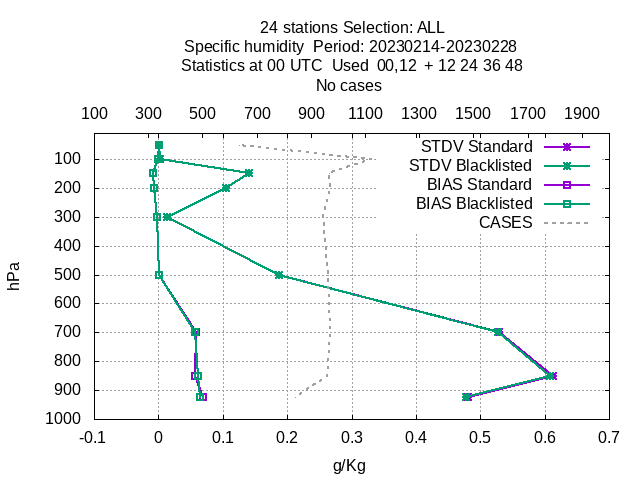 24 stations Selection: ALL
Specific humidity  Period: 20230214-20230228
Statistics at 00 UTC  Used  00,12  + 12 24 36 48
No cases
100 300 500 700 900 1100 1300 1500 1700 1900
STDV Standard
STDV Blacklisted
BIAS Standard
BIAS Blacklisted
CASES
hPa
100
200
300
400
500
600
700
800
900
1000
-0.1 0 0.1 0.2 0.3 0.4 0.5 0.6 0.7
g/Kg